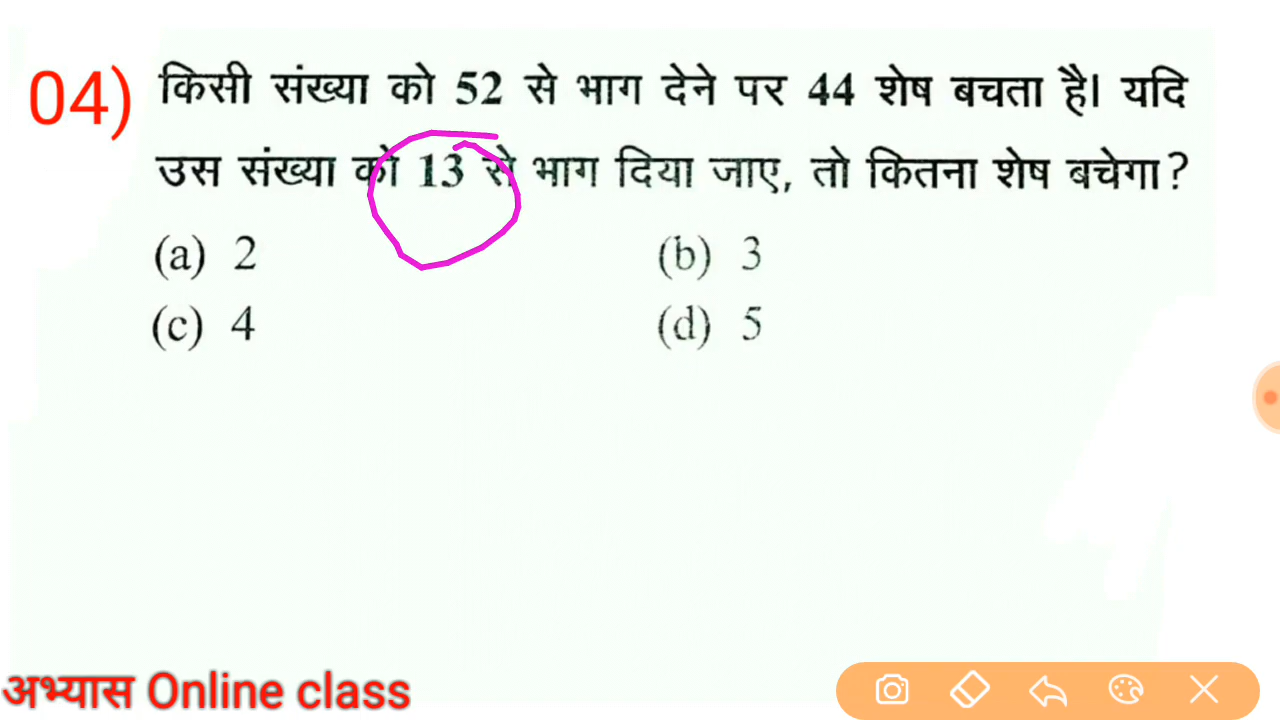 04) किसी संख्या को 52 से भाग देने पर 44 शेष बचता है। यदि
उस संख्या को 13 से भाग दिया जाए, तो कितना शेष बचेगा?
(a) 2 (b) 3
(c) 4 (d) 5
अभ्यास Online class